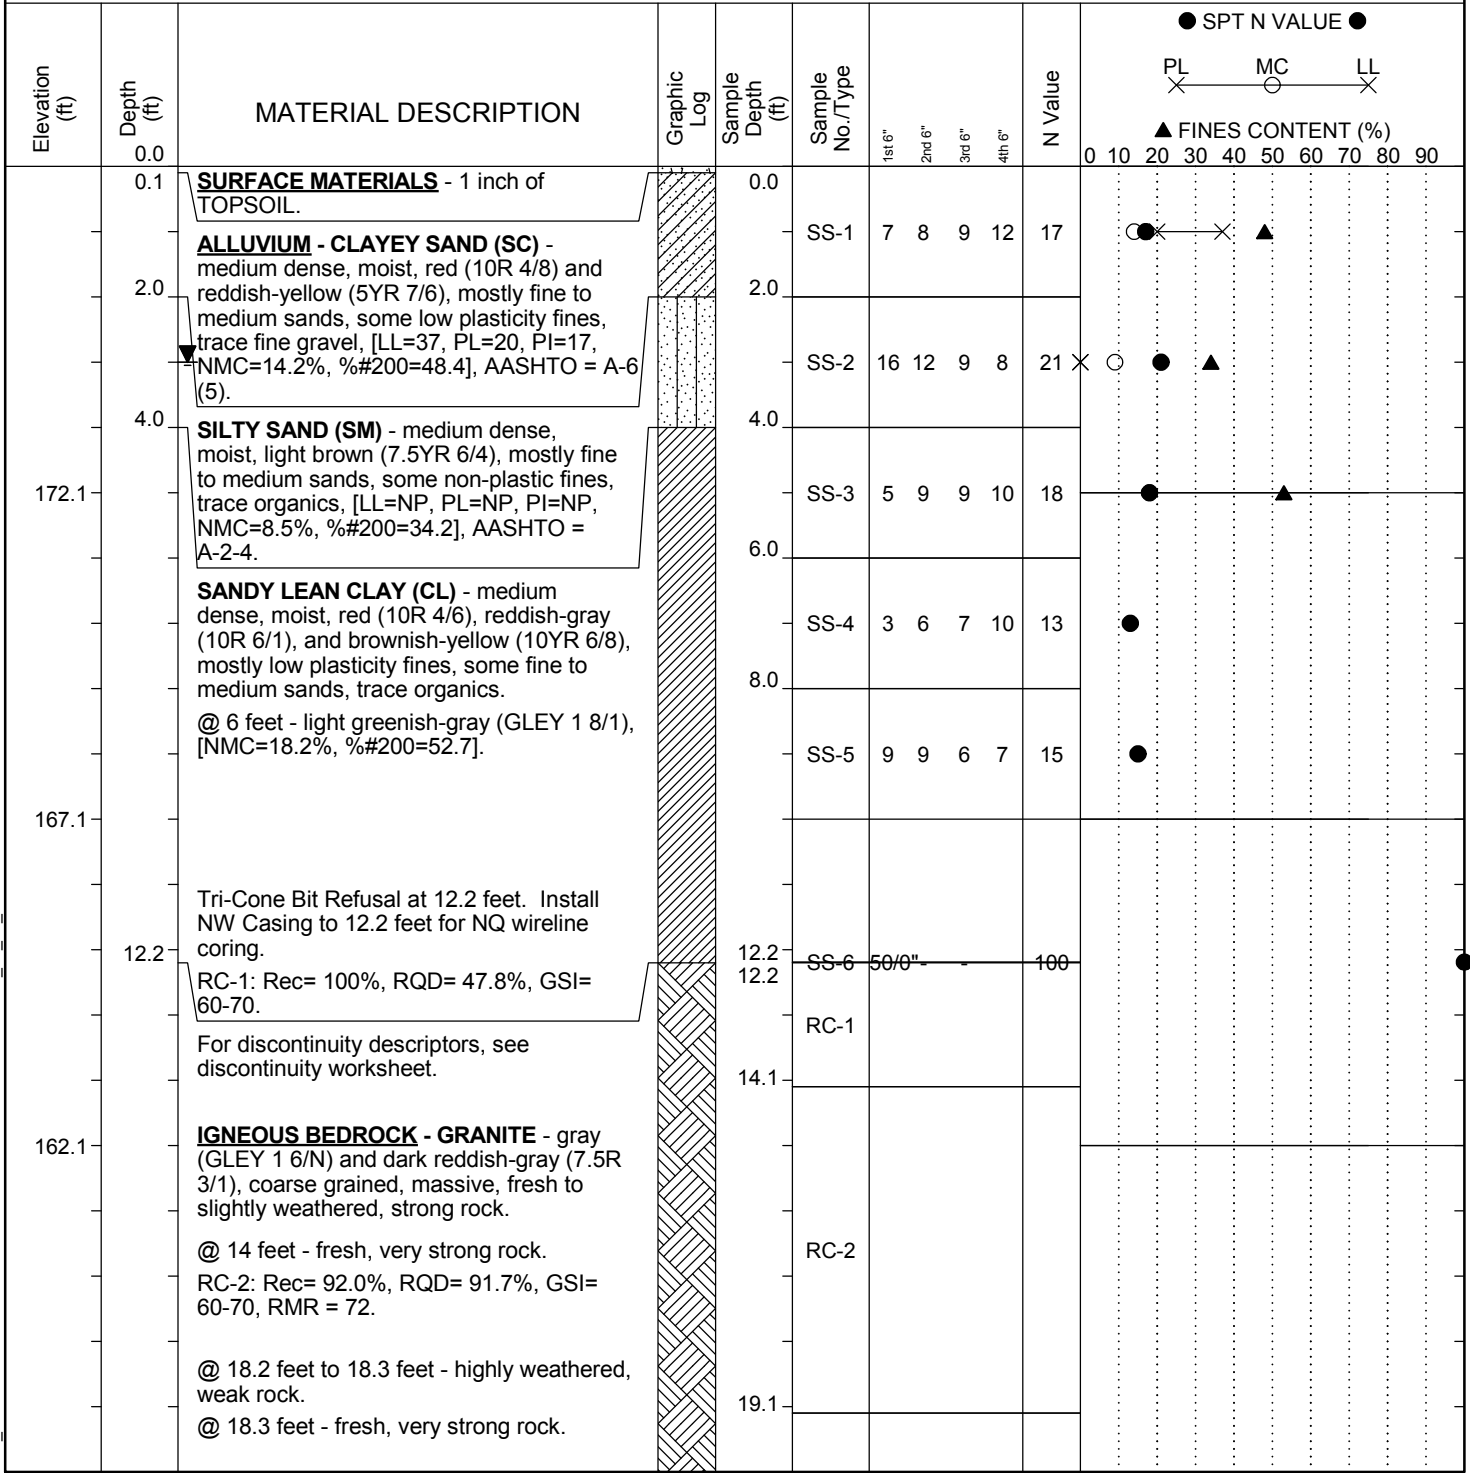 ● SPT N VALUE ●
PL MC LL
▲ FINES CONTENT (%)
0 10 20 30 40 50 60 70 80 90
Elevation (ft)
Depth (ft)
0.0
MATERIAL DESCRIPTION
Graphic Log
Sample Depth (ft)
Sample No./Type
1st 6"
2nd 6"
3rd 6"
4th 6"
N Value
0.1
SURFACE MATERIALS - 1 inch of
TOPSOIL.
0.0
SS-1 7 8 9 12 17
ALLUVIUM - CLAYEY SAND (SC) -
medium dense, moist, red (10R 4/8) and
2.0
reddish-yellow (5YR 7/6), mostly fine to
2.0
medium sands, some low plasticity fines,
trace fine gravel, [LL=37, PL=20, PI=17,
NMC=14.2%, %#200=48.4], AASHTO = A-6
(5).
SS-2 16 12 9 8 21
4.0
4.0
SILTY SAND (SM) - medium dense,
moist, light brown (7.5YR 6/4), mostly fine
to medium sands, some non-plastic fines,
172.1
trace organics, [LL=NP, PL=NP, PI=NP,
NMC=8.5%, %#200=34.2], AASHTO =
A-2-4.
SS-3 5 9 9 10 18
6.0
SANDY LEAN CLAY (CL) - medium
dense, moist, red (10R 4/6), reddish-gray
(10R 6/1), and brownish-yellow (10YR 6/8),
mostly low plasticity fines, some fine to
medium sands, trace organics.
SS-4 3 6 7 10 13
8.0
@ 6 feet - light greenish-gray (GLEY 1 8/1),
[NMC=18.2%, %#200=52.7].
SS-5 9 9 6 7 15
167.1
Tri-Cone Bit Refusal at 12.2 feet. Install
NW Casing to 12.2 feet for NQ wireline
coring.
12.2
12.2
SS-6 50/0" - - 100
12.2
RC-1: Rec= 100%, RQD= 47.8%, GSI=
60-70.
RC-1
For discontinuity descriptors, see
discontinuity worksheet.
14.1
162.1
IGNEOUS BEDROCK - GRANITE - gray
(GLEY 1 6/N) and dark reddish-gray (7.5R
3/1), coarse grained, massive, fresh to
slightly weathered, strong rock.
@ 14 feet - fresh, very strong rock.
RC-2
RC-2: Rec= 92.0%, RQD= 91.7%, GSI=
60-70, RMR = 72.
@ 18.2 feet to 18.3 feet - highly weathered,
weak rock.
19.1
@ 18.3 feet - fresh, very strong rock.